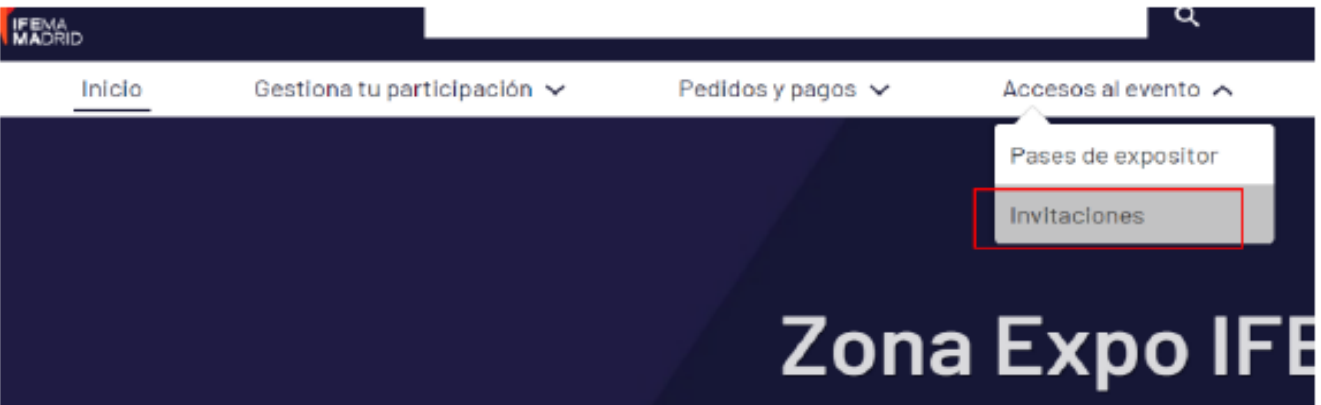 IFEMA
MADRID
Inicio Gestiona tu participación Pedidos y pagos Accesos al evento
Pases de expositor
Invitaciones
Zona Expo IFE